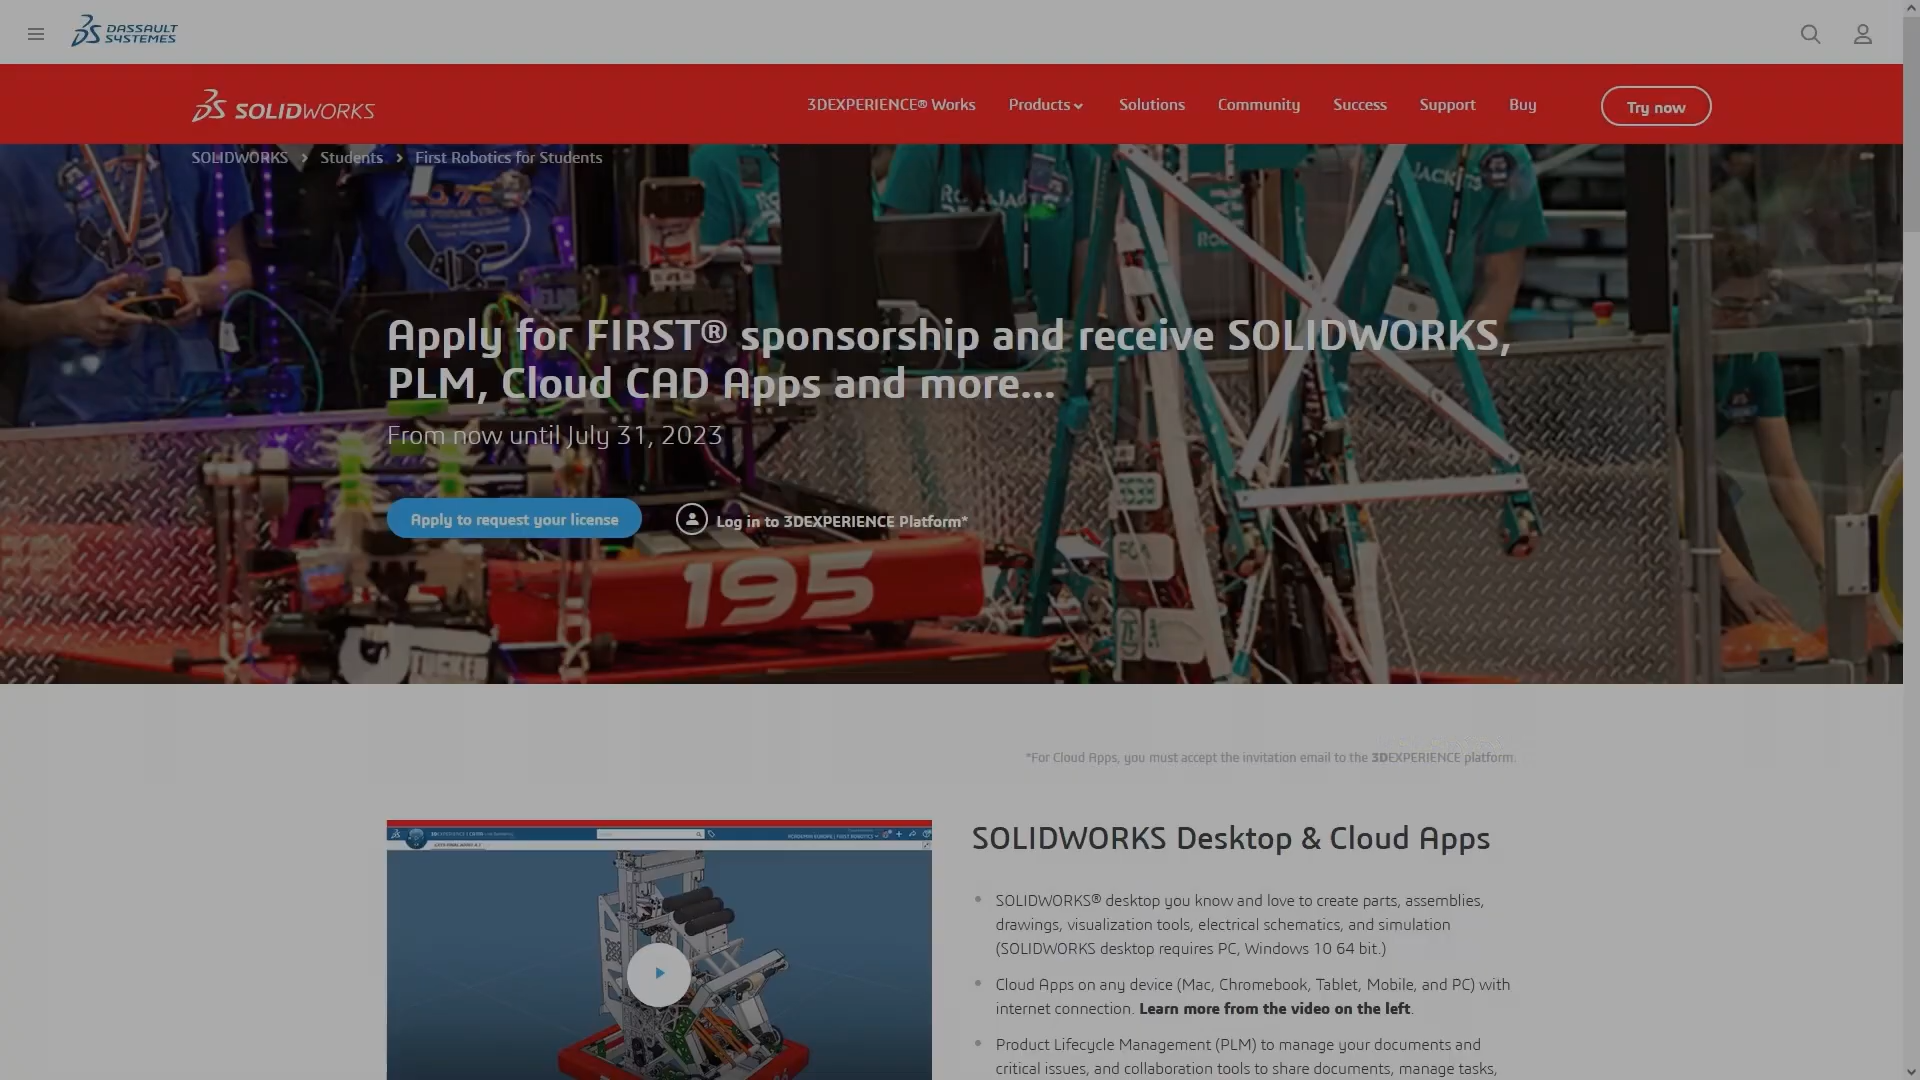 DASSAULT
SYSTEMES
SOLIDWORKS
3DEXPERIENCE® Works
Products
Solutions
Community
Success
Support
Buy
Try now
SOLIDWORKS > Students > First Robotics for Students
Apply for FIRST® sponsorship and receive SOLIDWORKS,
PLM, Cloud CAD Apps and more...
From now until July 31, 2023
Apply to request your license
Log in to 3DEXPERIENCE Platform*
195
*For Cloud Apps, you must accept the invitation email to the 3DEXPERIENCE platform.
SOLIDWORKS Desktop & Cloud Apps
SOLIDWORKS® desktop you know and love to create parts, assemblies,
drawings, visualization tools, electrical schematics, and simulation
(SOLIDWORKS desktop requires PC, Windows 10 64 bit.)
Cloud Apps on any device (Mac, Chromebook, Tablet, Mobile, and PC) with
internet connection. Learn more from the video on the left.
Product Lifecycle Management (PLM) to manage your documents and
critical issues, and collaboration tools to share documents, manage tasks,